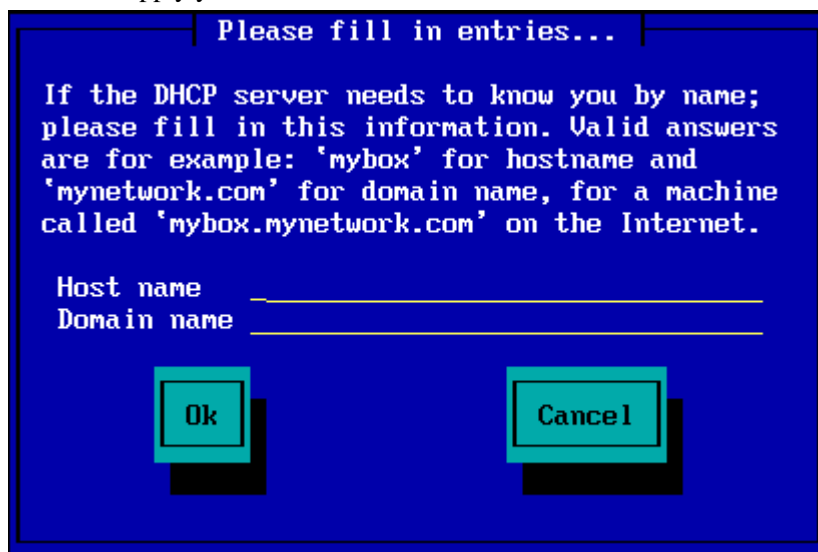 Please fill in entries...
If the DHCP server needs to know you by name;
please fill in this information. Valid answers
are for example: ‘mybox’ for hostname and
‘mynetwork.com’ for domain name, for a machine
called ‘mybox.mynetwork.com’ on the Internet.
Host name
Domain name
Ok Cancel